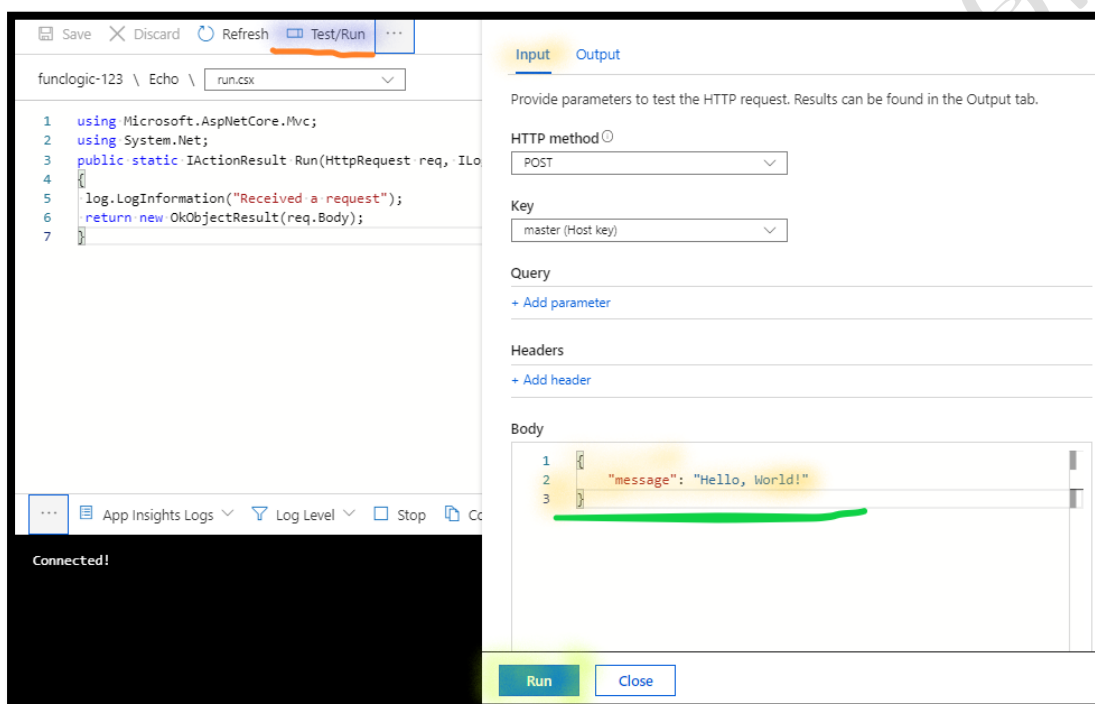 Save Discard Refresh Test/Run ...
funclogic-123 \ Echo \ run.csx
1 using Microsoft.AspNetCore.Mvc;
2 using System.Net;
3 public static IActionResult Run(HttpRequest req, ILo
4 {
5 log.LogInformation("Received a request");
6 return new OkObjectResult(req.Body);
7 }
... App Insights Logs Log Level Stop Co
Connected!
Input Output
Provide parameters to test the HTTP request. Results can be found in the Output tab.
HTTP method
POST
Key
master (Host key)
Query
+ Add parameter
Headers
+ Add header
Body
1 {
2 "message": "Hello, World!"
3 }
Run Close